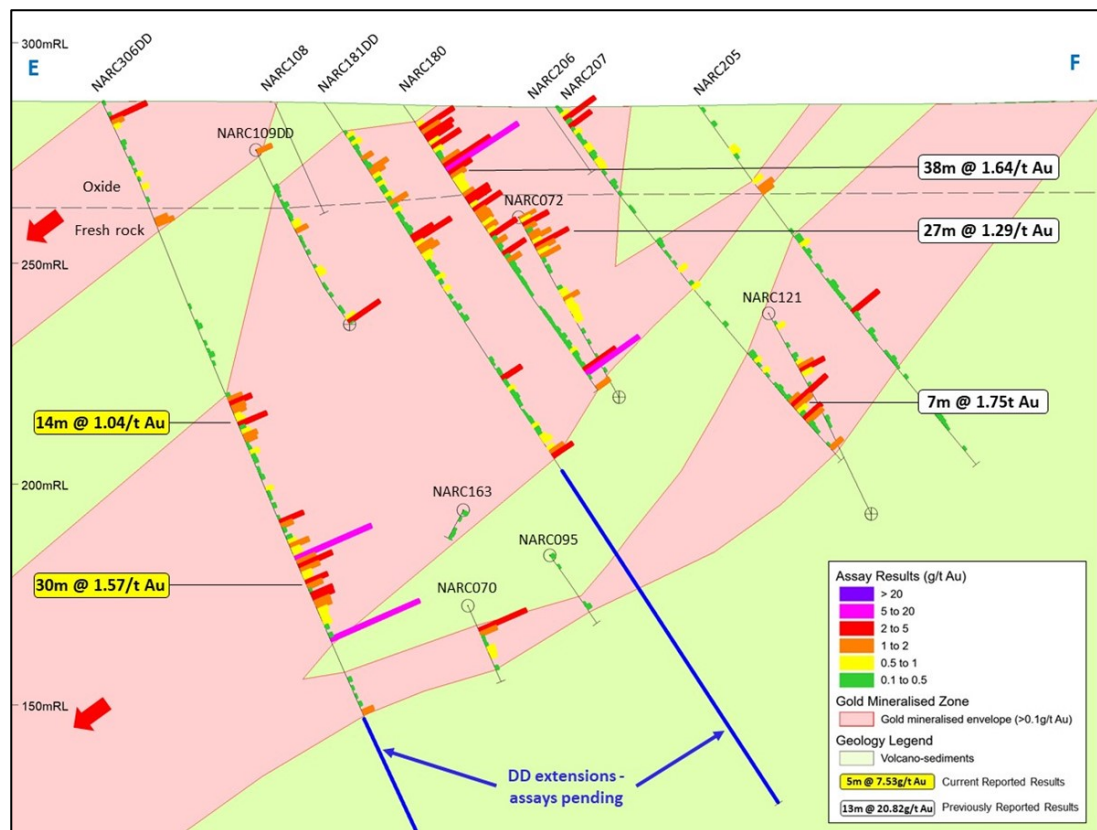 300mRL
E
F
NARC306DD
NARC108
NARC181DD
NARC180
NARC206
NARC207
NARC205
NARC109DD
38m @ 1.64/t Au
Oxide
Fresh rock
NARC072
27m @ 1.29/t Au
250mRL
NARC121
14m @ 1.04/t Au
7m @ 1.75t Au
200mRL
NARC163
NARC095
30m @ 1.57/t Au
NARC070
150mRL
DD extensions -
assays pending
Assay Results (g/t Au)
> 20
5 to 20
2 to 5
1 to 2
0.5 to 1
0.1 to 0.5
Gold Mineralised Zone
Gold mineralised envelope (>0.1g/t Au)
Geology Legend
Volcano-sediments
5m @ 7.53g/t Au Current Reported Results
13m @ 20.82g/t Au Previously Reported Results